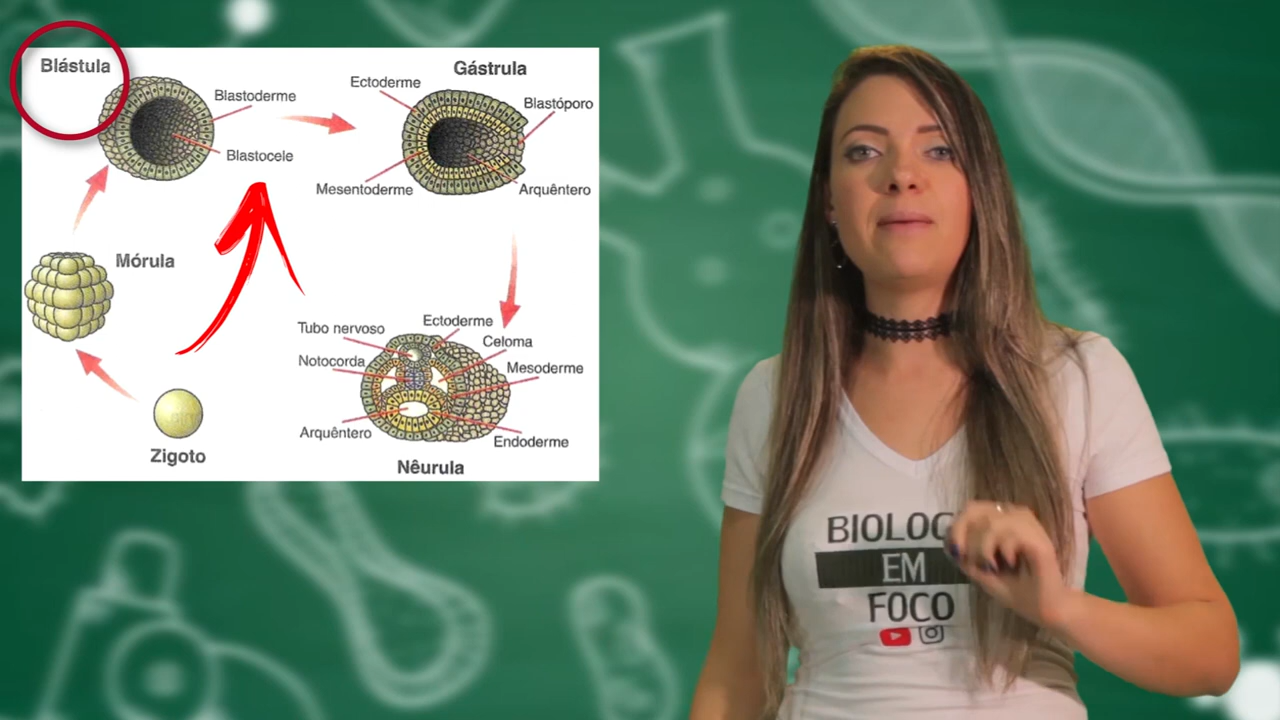 Blástula
Blastoderme
Blastocele
Gástrula
Ectoderme
Blastóporo
Mesentoderme
Arquêntero
Mórula
Zigoto
Tubo nervoso
Ectoderme
Notocorda
Celoma
Mesoderme
Arquêntero
Endoderme
Nêurula
BIOLOG
EM
FOCO